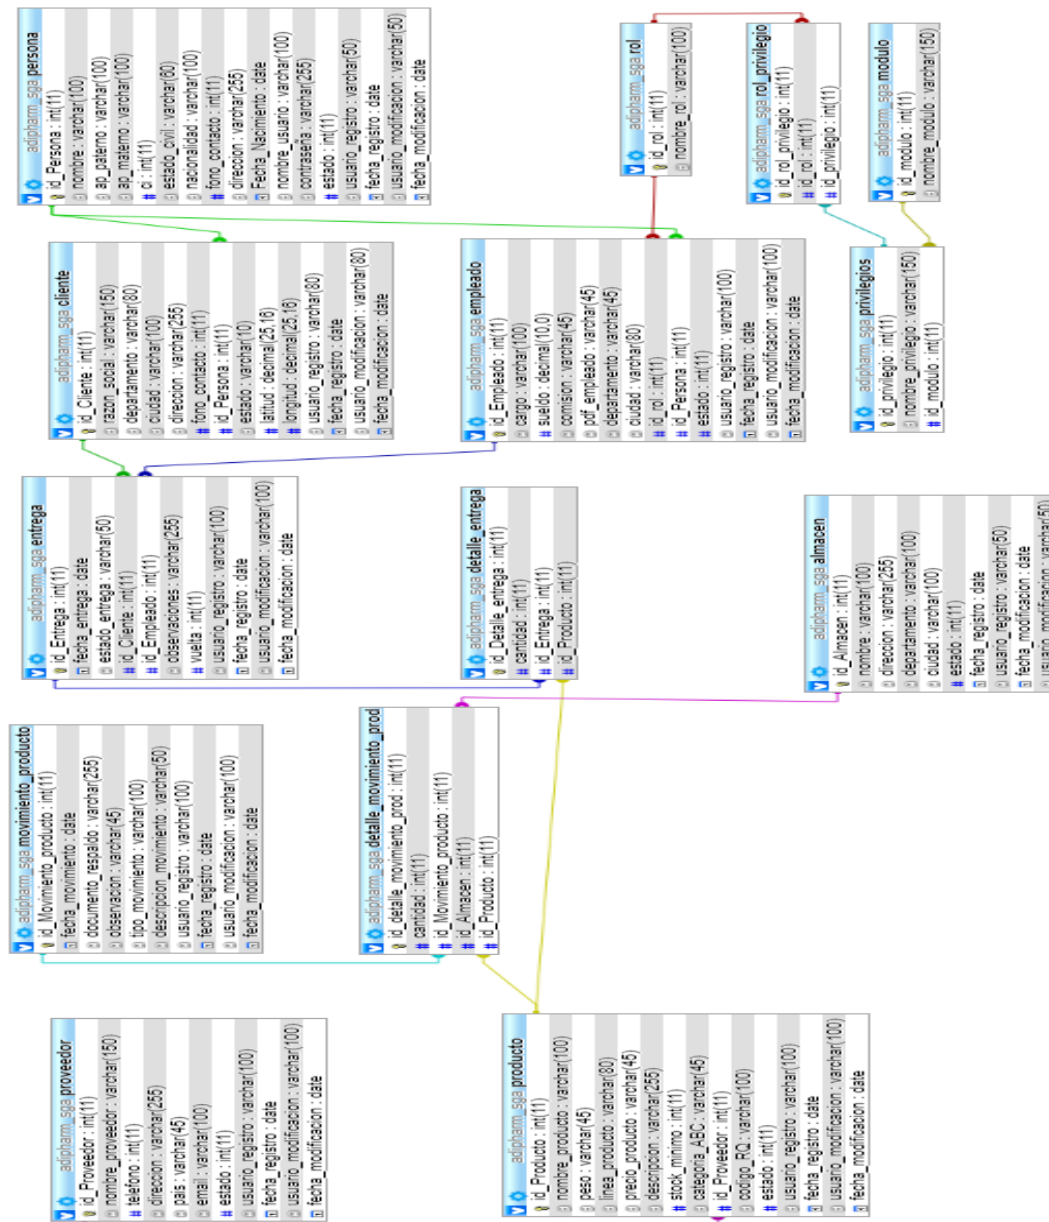 adipharm_sga persona
id_Persona : int(11)
nombre : varchar(100)
ap_paterno : varchar(100)
ap_materno : varchar(100)
ci : int(11)
estado_civil : varchar(60)
nacionalidad : varchar(100)
fono_contacto : int(11)
direccion : varchar(255)
Fecha_Nacimiento : date
nombre_usuario : varchar(100)
contraseña : varchar(255)
estado : int(11)
usuario_registro : varchar(50)
fecha_registro : date
usuario_modificacion : varchar(50)
fecha_modificacion : date
adipharm_sga rol
id_rol : int(11)
nombre_rol : varchar(100)
adipharm_sga rol_privilegio
id_rol_privilegio : int(11)
id_rol : int(11)
id_privilegio : int(11)
adipharm_sga modulo
id_modulo : int(11)
nombre_modulo : varchar(150)
adipharm_sga cliente
id_Cliente : int(11)
razon_social : varchar(150)
departamento : varchar(80)
ciudad : varchar(100)
direccion : varchar(255)
fono_contacto : int(11)
id_Persona : int(11)
estado : varchar(10)
latitud : decimal(25,16)
longitud : decimal(25,16)
usuario_registro : varchar(80)
fecha_registro : date
usuario_modificacion : varchar(80)
fecha_modificacion : date
adipharm_sga empleado
id_Empleado : int(11)
cargo : varchar(100)
sueldo : decimal(10,0)
comision : varchar(45)
pdf_empleado : varchar(45)
departamento : varchar(45)
ciudad : varchar(80)
id_rol : int(11)
id_Persona : int(11)
estado : int(11)
usuario_registro : varchar(100)
fecha_registro : date
usuario_modificacion : varchar(100)
fecha_modificacion : date
adipharm_sga privilegios
id_privilegio : int(11)
nombre_privilegio : varchar(150)
id_modulo : int(11)
adipharm_sga entrega
id_Entrega : int(11)
fecha_entrega : date
estado_entrega : varchar(50)
id_Cliente : int(11)
id_Empleado : int(11)
observaciones : varchar(255)
vuelta : int(11)
usuario_registro : varchar(100)
fecha_registro : date
usuario_modificacion : varchar(100)
fecha_modificacion : date
adipharm_sga detalle_entrega
id_Detalle_entrega : int(11)
cantidad : int(11)
id_Entrega : int(11)
id_Producto : int(11)
adipharm_sga almacen
id_Almacen : int(11)
nombre : varchar(100)
direccion : varchar(255)
departamento : varchar(100)
ciudad : varchar(100)
estado : int(11)
fecha_registro : date
usuario_registro : varchar(50)
fecha_modificacion : date
usuario_modificacion : varchar(50)
adipharm_sga movimiento_producto
id_Movimiento_producto : int(11)
fecha_movimiento : date
documento_respaldo : varchar(255)
observacion : varchar(45)
tipo_movimiento : varchar(100)
descripcion_movimiento : varchar(50)
usuario_registro : varchar(100)
fecha_registro : date
usuario_modificacion : varchar(100)
fecha_modificacion : date
adipharm_sga detalle_movimiento_prod
id_detalle_movimiento_prod : int(11)
cantidad : int(11)
id_Movimiento_producto : int(11)
id_Almacen : int(11)
id_Producto : int(11)
adipharm_sga proveedor
id_Proveedor : int(11)
nombre_proveedor : varchar(150)
telefono : int(11)
direccion : varchar(255)
pais : varchar(45)
email : varchar(100)
estado : int(11)
usuario_registro : varchar(100)
fecha_registro : date
usuario_modificacion : varchar(100)
fecha_modificacion : date
adipharm_sga producto
id_Producto : int(11)
nombre_producto : varchar(100)
peso : varchar(45)
linea_producto : varchar(80)
precio_producto : varchar(45)
descripcion : varchar(255)
stock_minimo : int(11)
categoria_ABC : varchar(45)
id_Proveedor : int(11)
codigo_RQ : varchar(100)
estado : int(11)
usuario_registro : varchar(100)
fecha_registro : date
usuario_modificacion : varchar(100)
fecha_modificacion : date